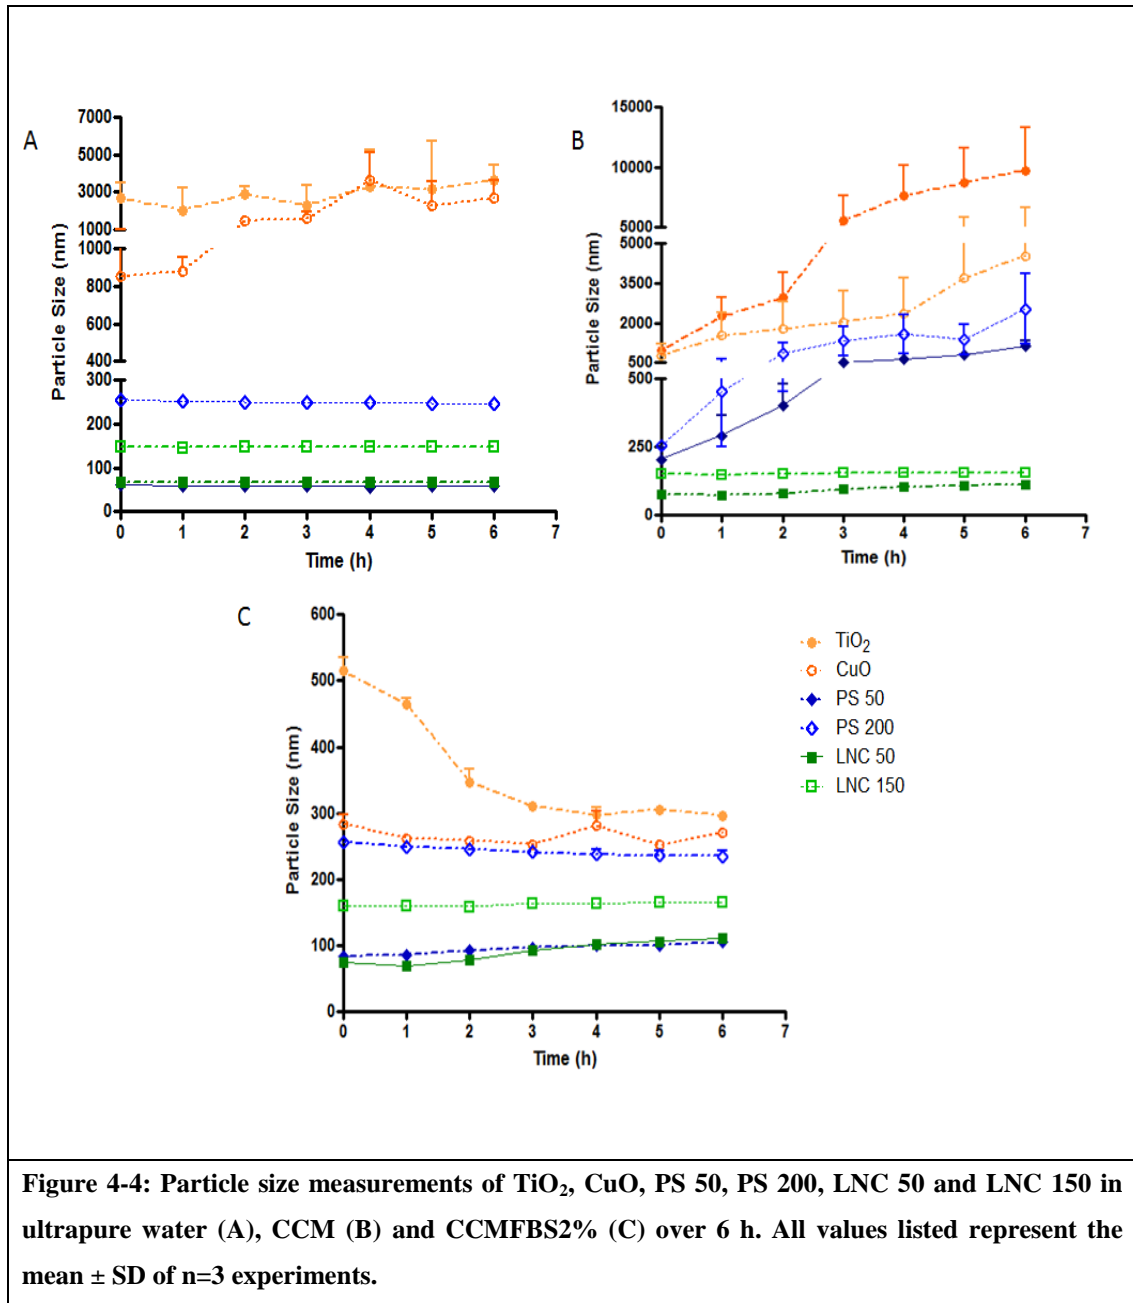 A
Particle Size (nm)
7000
5000
3000
1000
1000
800
600
400
300
200
100
0
0 1 2 3 4 5 6 7
Time (h)
B
Particle Size (nm)
15000
10000
5000
5000
3500
2000
500
500
250
0
0 1 2 3 4 5 6 7
Time (h)
C
Particle Size (nm)
600
500
400
300
200
100
0
0 1 2 3 4 5 6 7
Time (h)
TiO₂
CuO
PS 50
PS 200
LNC 50
LNC 150
Figure 4-4: Particle size measurements of TiO₂, CuO, PS 50, PS 200, LNC 50 and LNC 150 in
ultrapure water (A), CCM (B) and CCMFBS2% (C) over 6 h. All values listed represent the
mean ± SD of n=3 experiments.